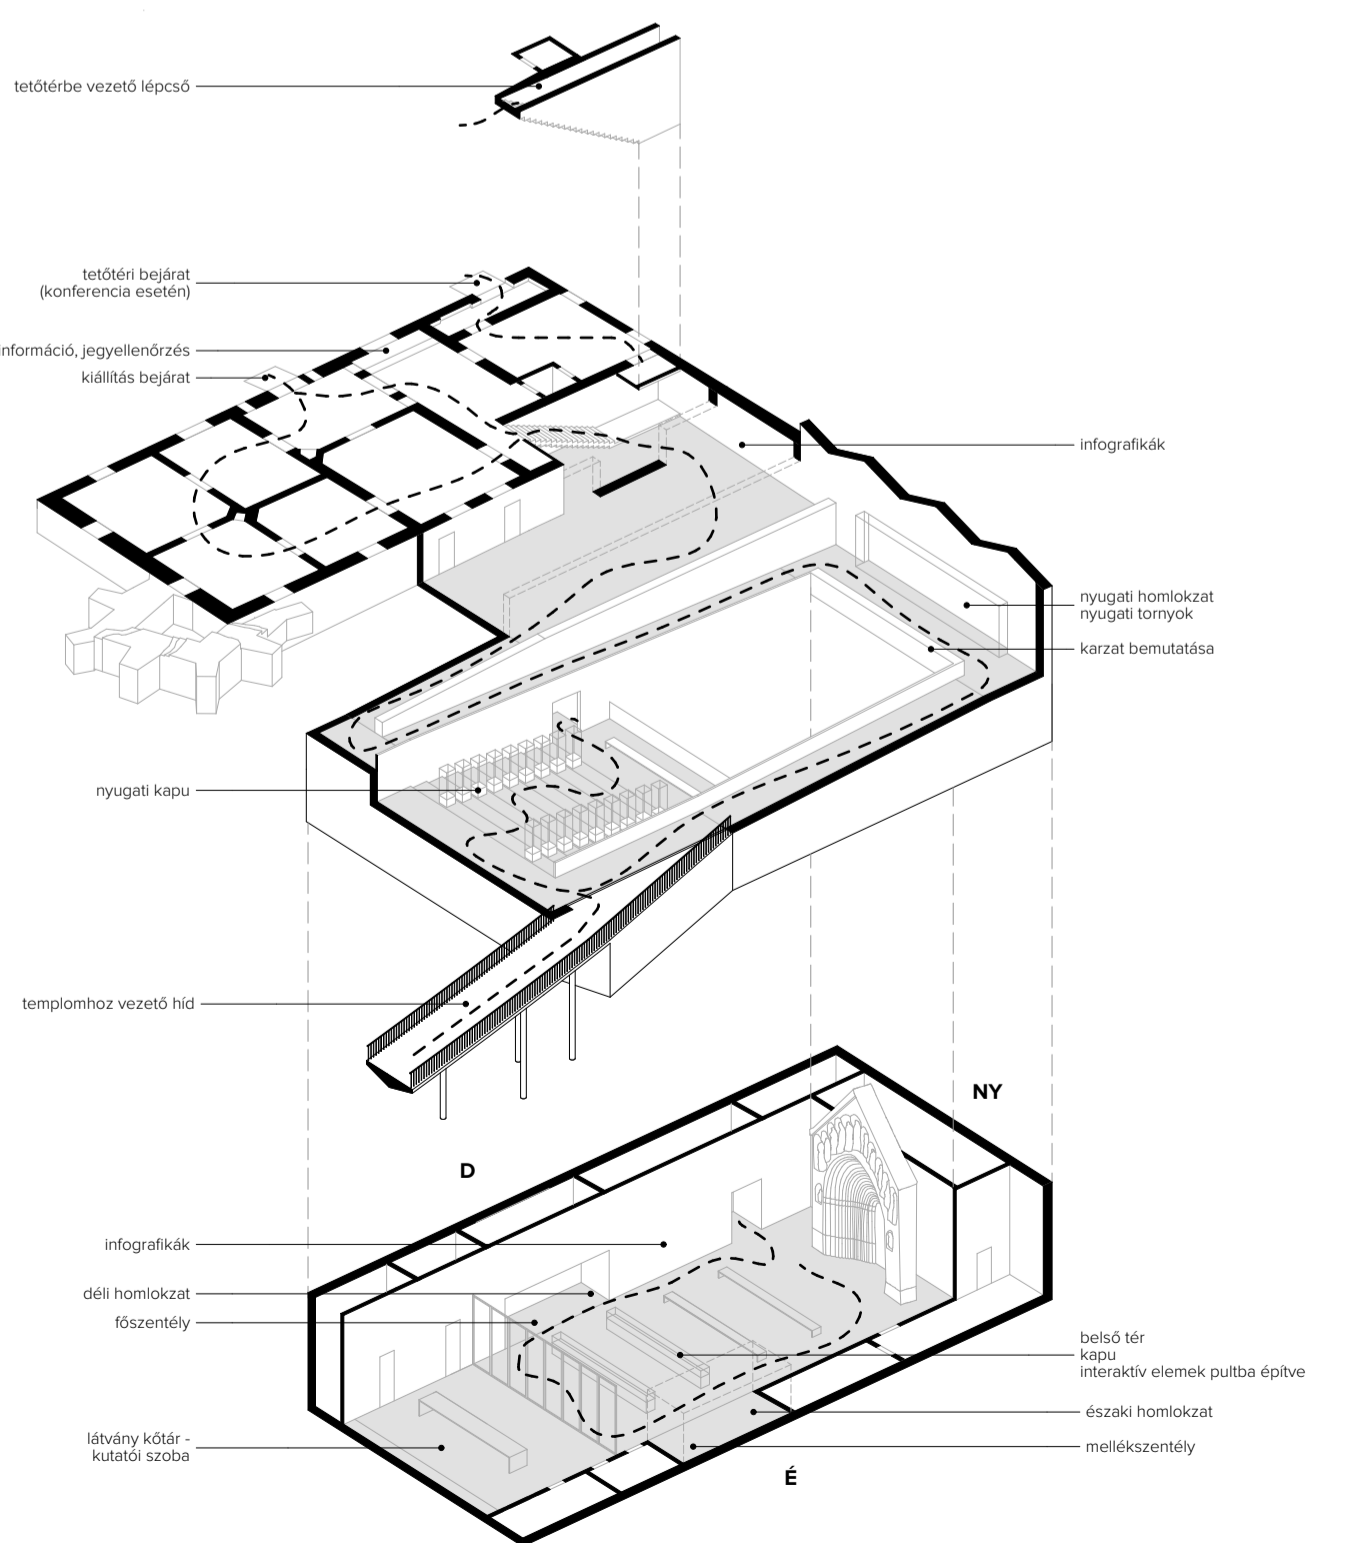 tetőtérbe vezető lépcső
tetőtéri bejárat
(konferencia esetén)
információ, jegyellenőrzés
kiállítás bejárat
infografikák
nyugati homlokzat
nyugati tornyok
karzat bemutatása
nyugati kapu
templomhoz vezető híd
NY
D
infografikák
déli homlokzat
főszentély
belső tér
kapu
interaktív elemek pultba építve
északi homlokzat
látvány kőtár -
kutatói szoba
mellékszentély
É